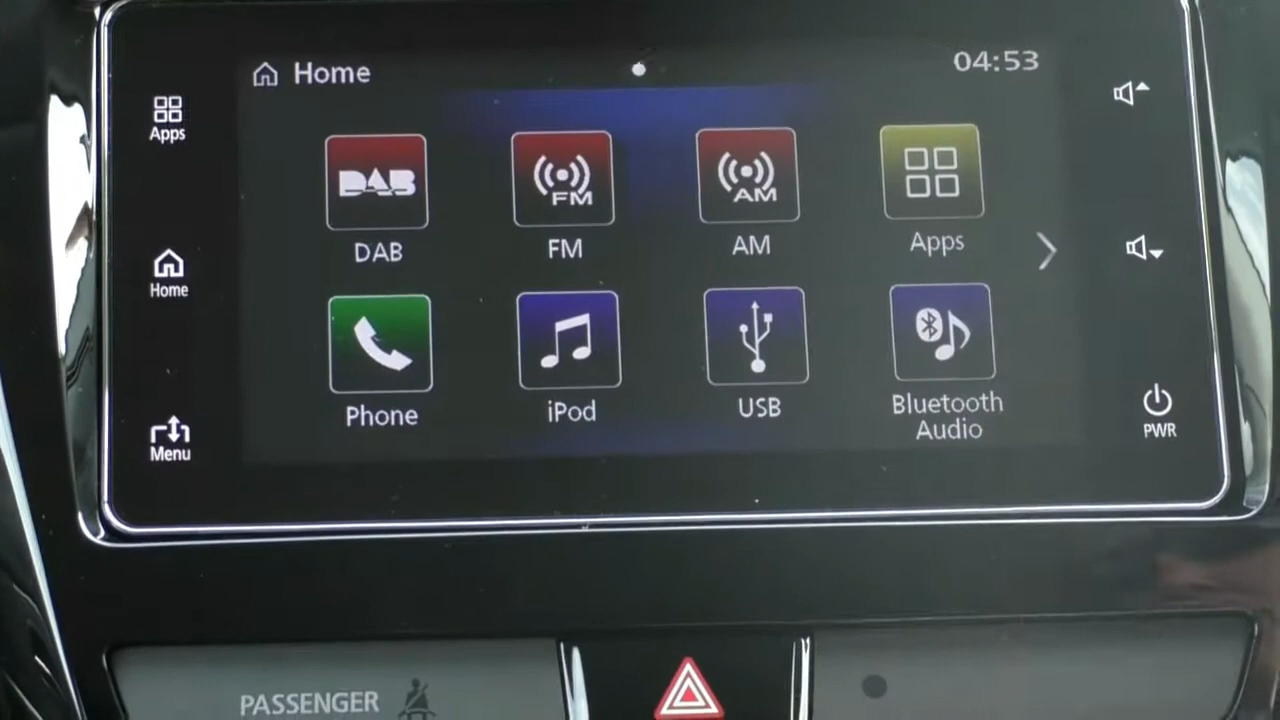 Home
04:53
Apps
DAB
FM
AM
DAB
FM
AM
Apps
Home
Phone
iPod
USB
Bluetooth
Audio
Menu
PWR
PASSENGER